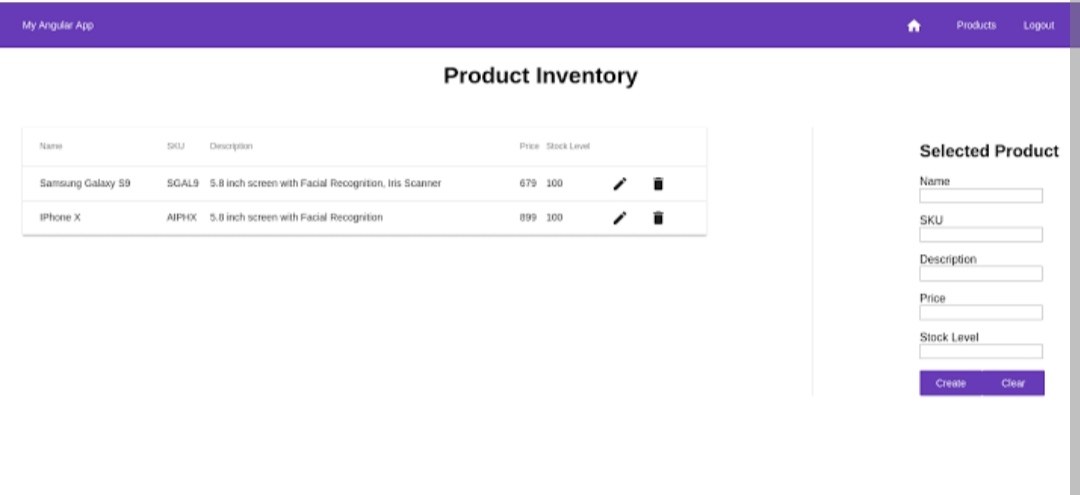 My Angular App Products Logout
Product Inventory
Name SKU Description Price Stock Level
Samsung Galaxy S9 SGAL9 5.8 inch screen with Facial Recognition, Iris Scanner 679 100
IPhone X AIPHX 5.8 inch screen with Facial Recognition 899 100
Selected Product
Name
SKU
Description
Price
Stock Level
Create Clear